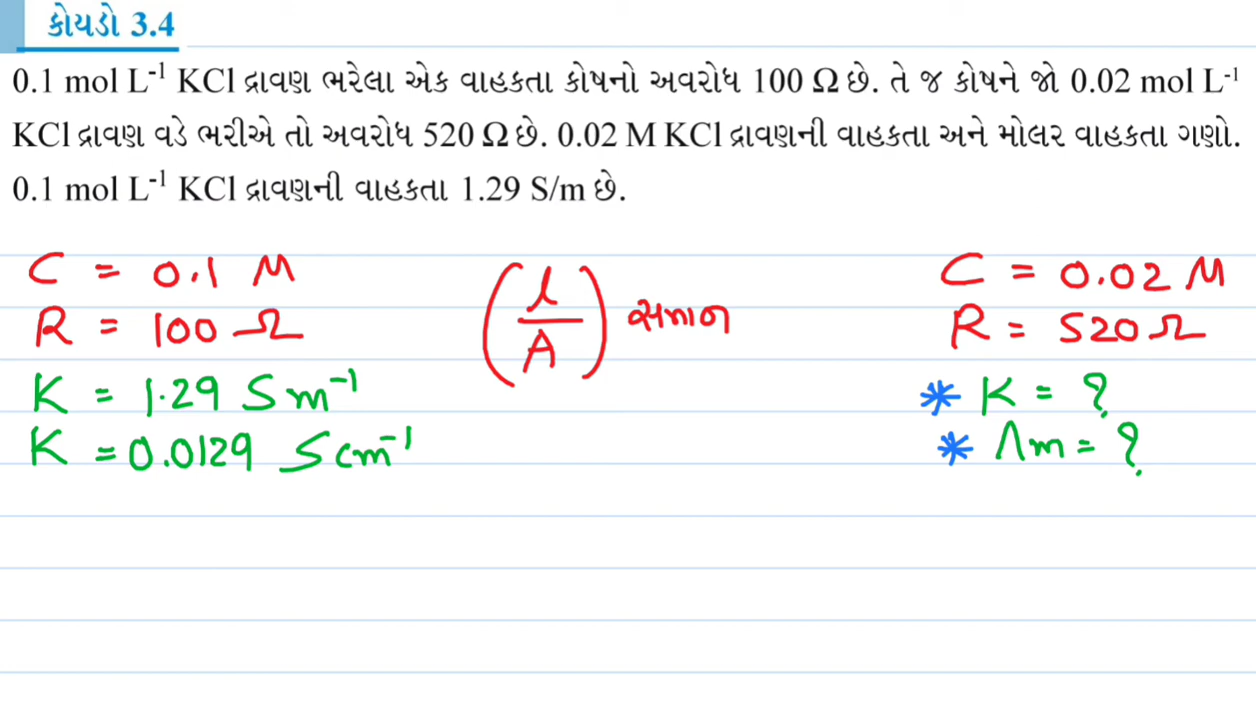 કોયડો 3.4
0.1 mol L⁻¹ KCl દ્રાવણ ભરેલા એક વાહકતા કોષનો અવરોધ 100 Ω છે. તે જ કોષને જો 0.02 mol L⁻¹
KCl દ્રાવણ વડે ભરીએ તો અવરોધ 520 Ω છે. 0.02 M KCl દ્રાવણની વાહકતા અને મોલર વાહકતા ગણો.
0.1 mol L⁻¹ KCl દ્રાવણની વાહકતા 1.29 S/m છે.
C = 0.1 M
R = 100 Ω
K = 1.29 S m⁻¹
K = 0.0129 S cm⁻¹
(l/A) સમાન
C = 0.02 M
R = 520 Ω
* K = ?
* Λm = ?